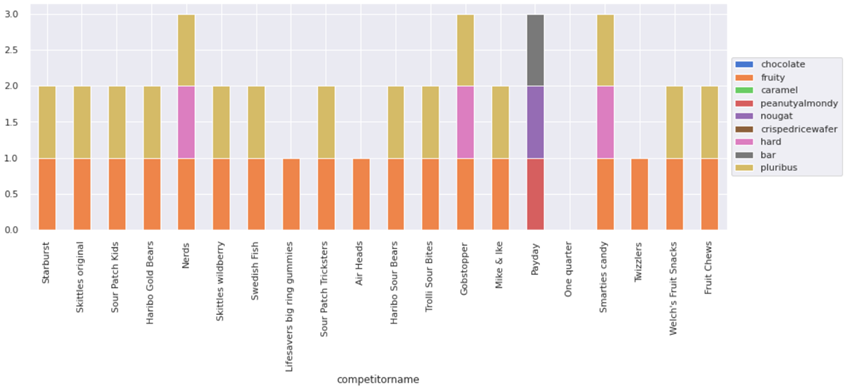 3.0
2.5
2.0
1.5
1.0
0.5
0.0
Starburst
Skittles original
Sour Patch Kids
Haribo Gold Bears
Nerds
Skittles wildberry
Swedish Fish
Lifesavers big ring gummies
Sour Patch Tricksters
Air Heads
Haribo Sour Bears
Trolli Sour Bites
Gobstopper
Mike & Ike
Payday
One quarter
Smarties candy
Twizzlers
Welch's Fruit Snacks
Fruit Chews
competitorname
chocolate
fruity
caramel
peanutyalmondy
nougat
crispedricewafer
hard
bar
pluribus